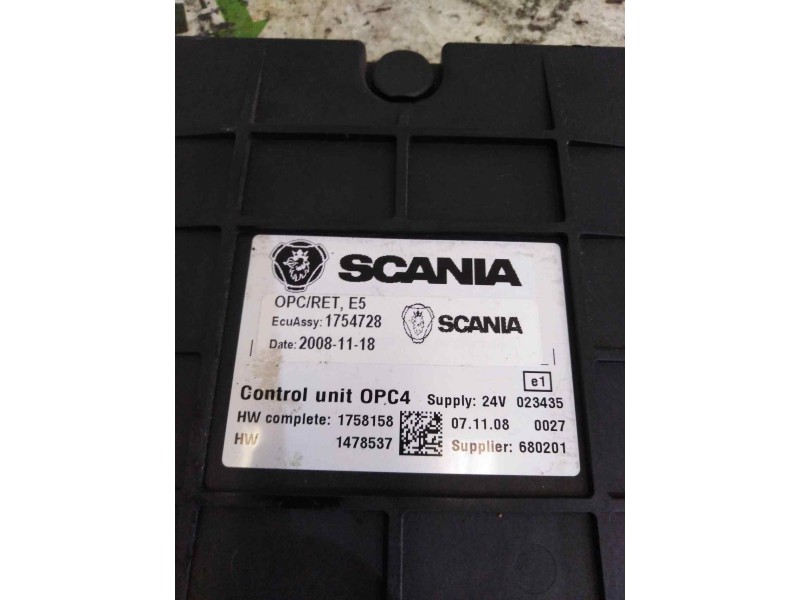 SCANIA
OPC/RET, E5
EcuAssy: 1754728
SCANIA
Date: 2008-11-18
e1
Control unit OPC4 Supply: 24V 023435
HW complete: 1758158 07.11.08 0027
HW 1478537 Supplier: 680201